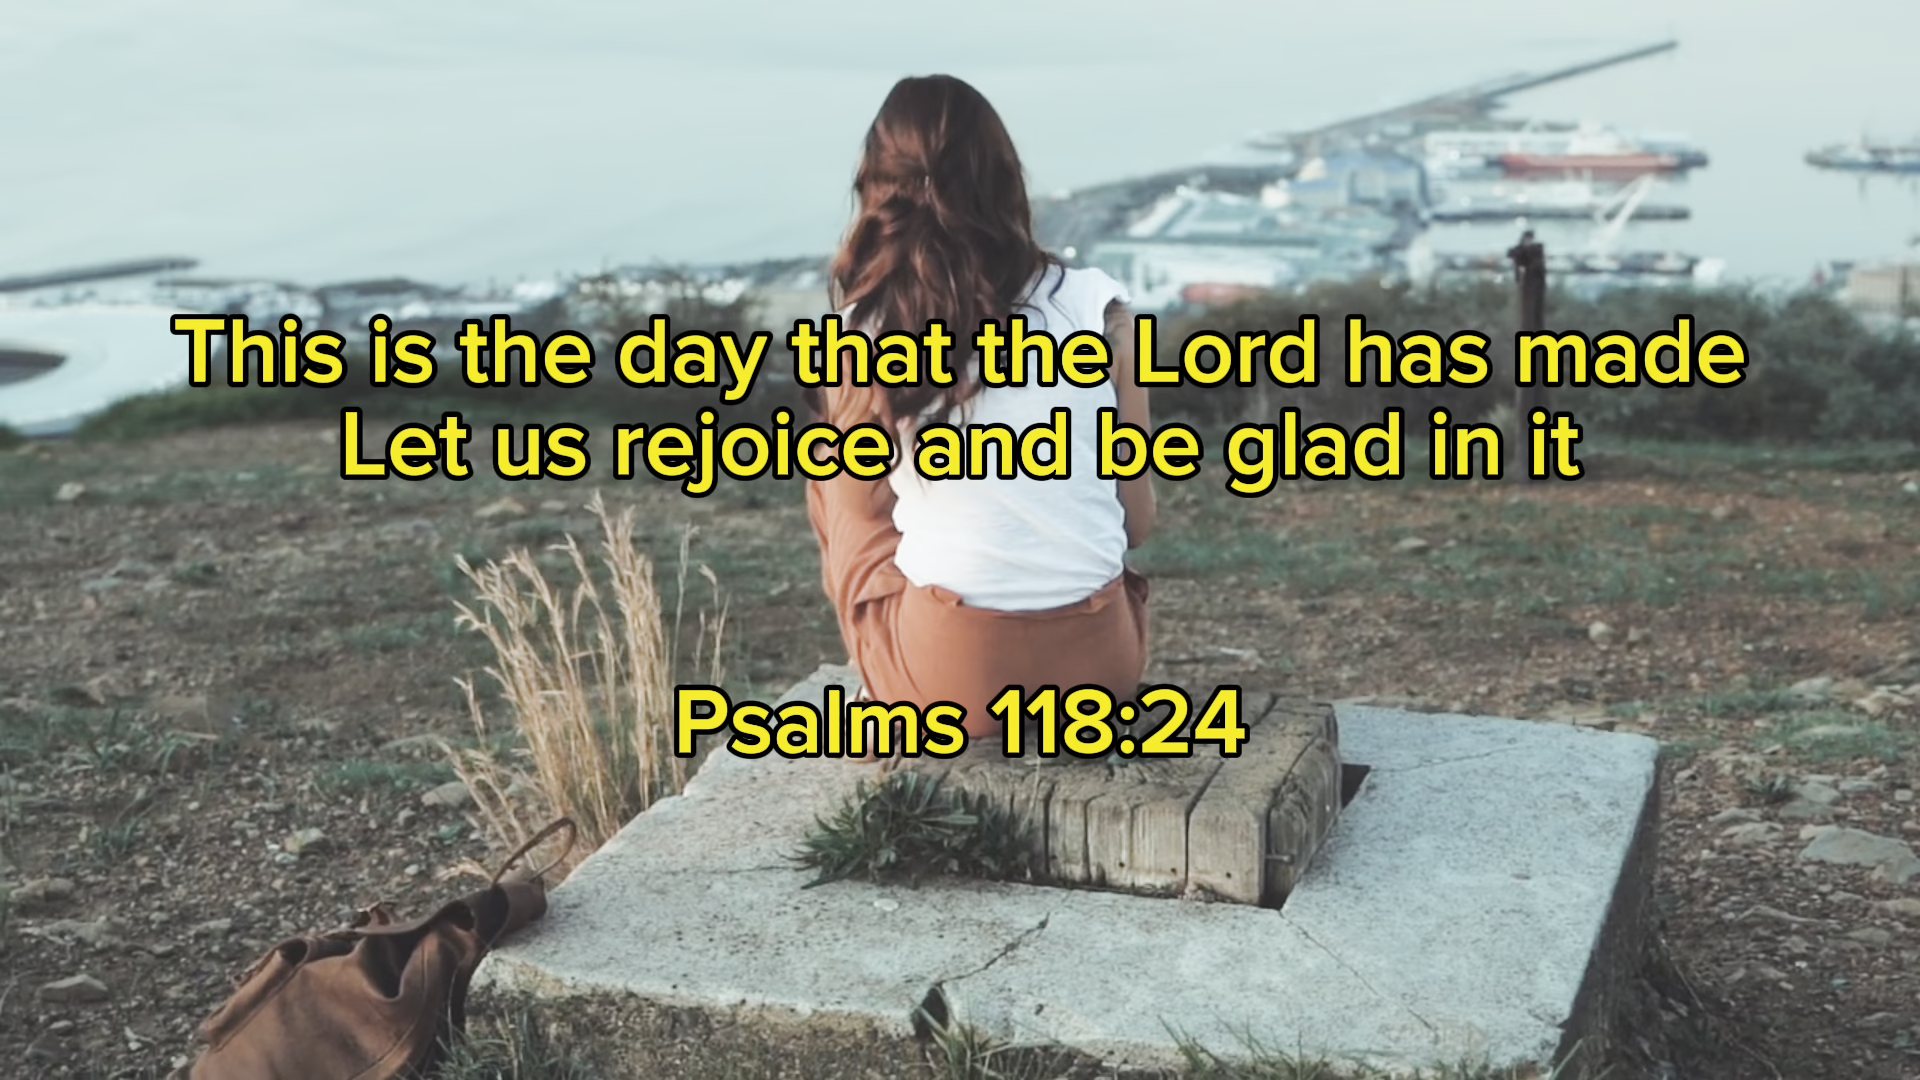 This is the day that the Lord has made
Let us rejoice and be glad in it
Psalms 118:24